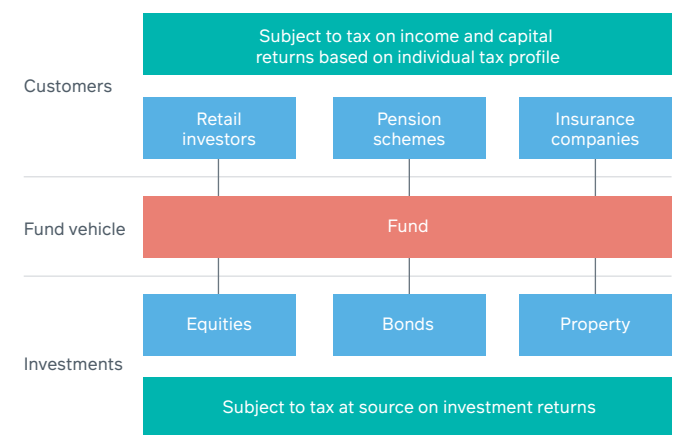 Subject to tax on income and capital
returns based on individual tax profile
Customers
Retail
investors
Pension
schemes
Insurance
companies
Fund vehicle
Fund
Equities
Bonds
Property
Investments
Subject to tax at source on investment returns